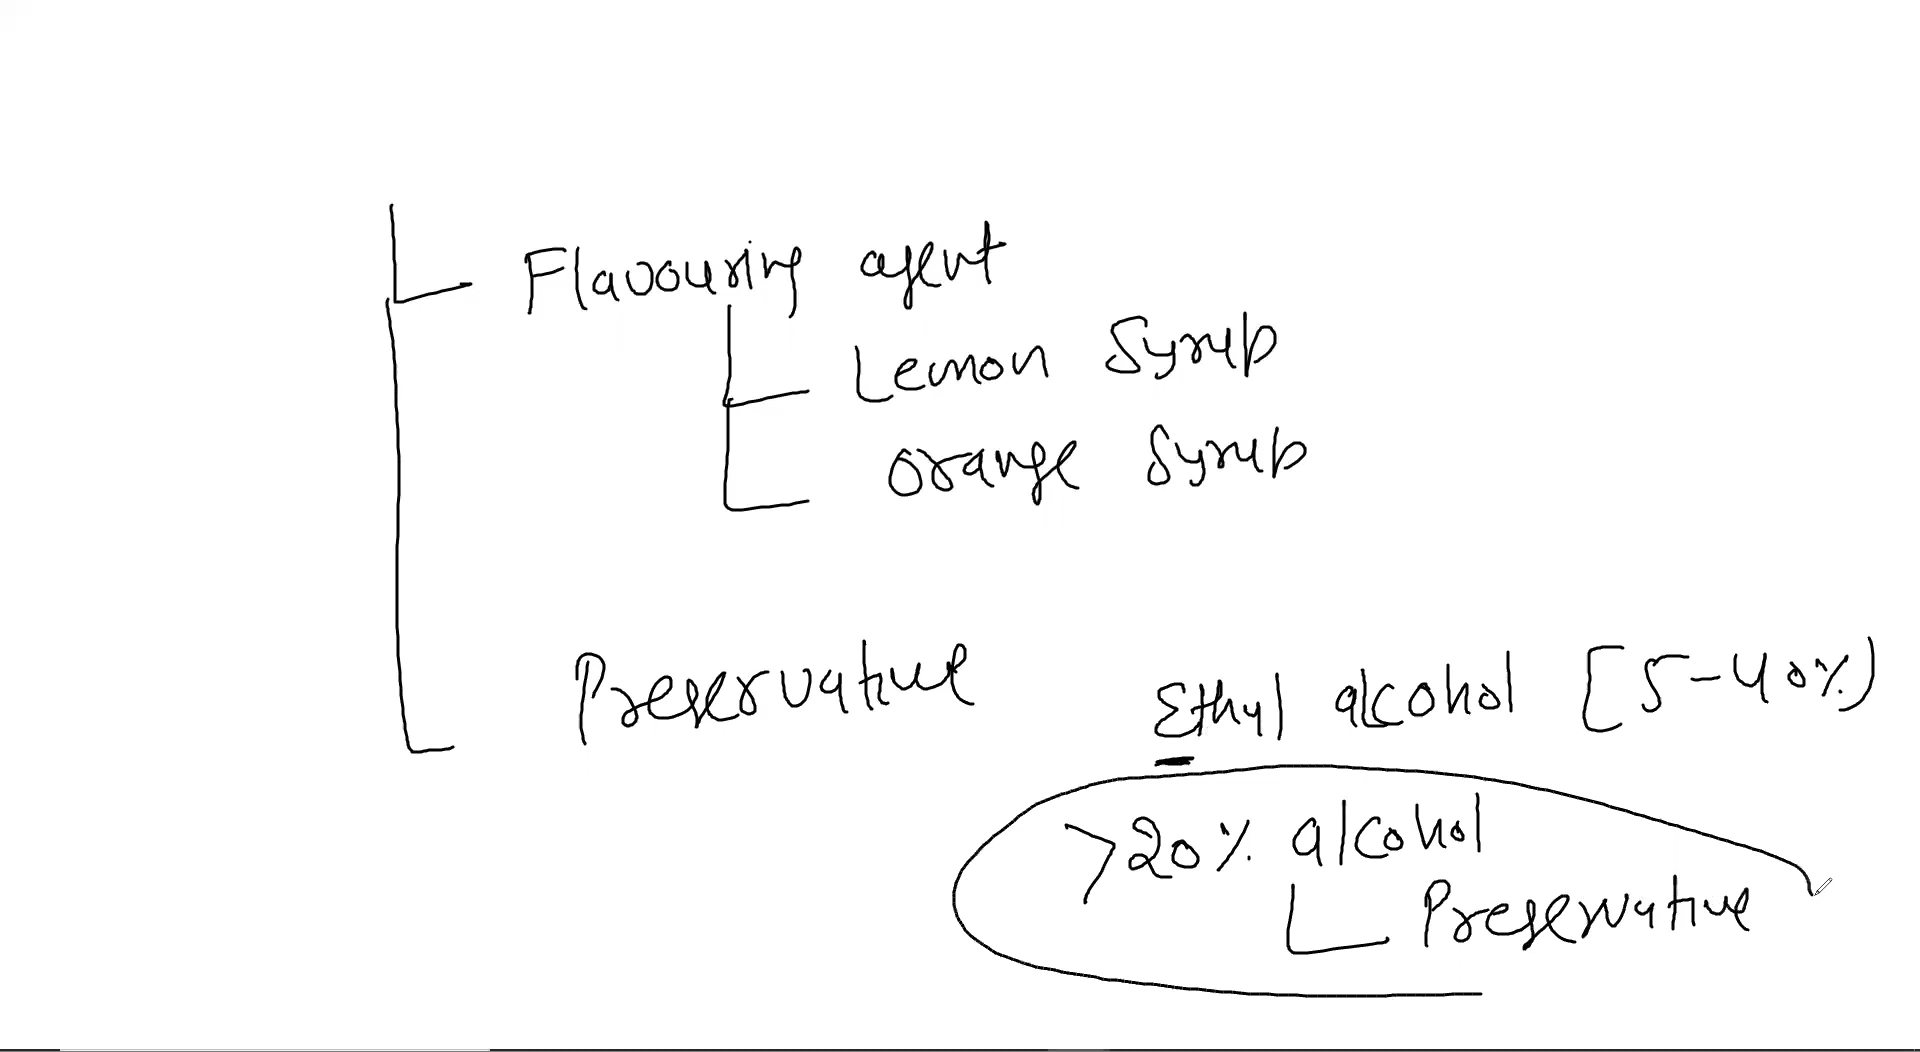 Flavouring agent
Lemon Syrup
Orange Syrup
Preservative Ethyl alcohol [5-40%)
>20% alcohol
Preservative